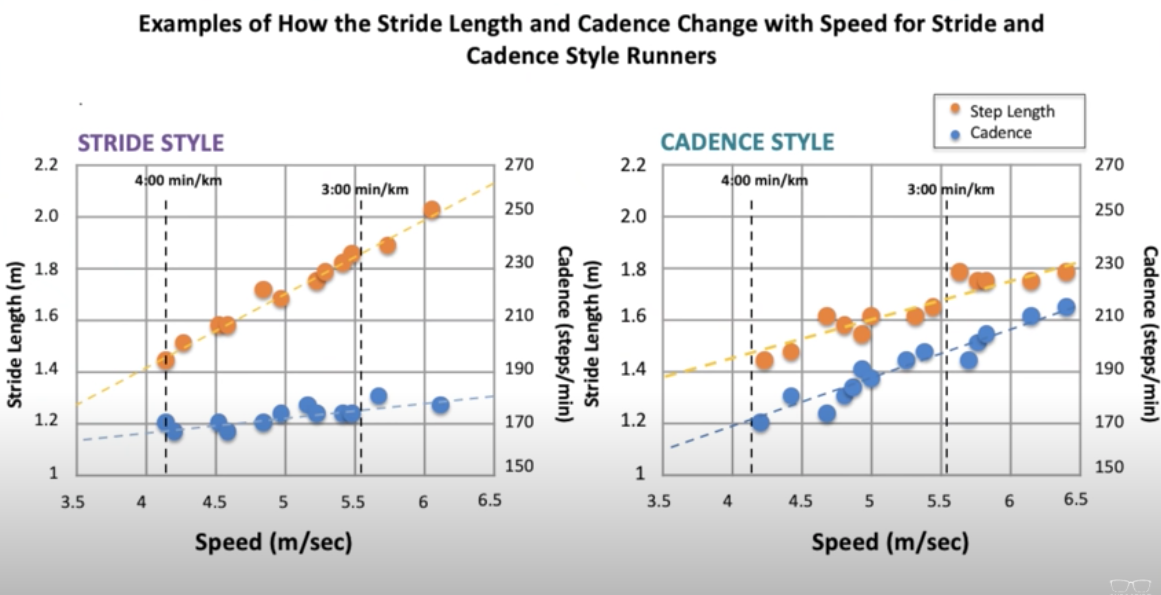 Examples of How the Stride Length and Cadence Change with Speed for Stride and
Cadence Style Runners
Step Length
Cadence
STRIDE STYLE
2.2
2.0
1.8
1.6
1.4
1.2
1
Stride Length (m)
4:00 min/km
3:00 min/km
270
250
230
210
190
170
150
Cadence (steps/min)
3.5
4
4.5
5
5.5
6
6.5
Speed (m/sec)
CADENCE STYLE
2.2
2.0
1.8
1.6
1.4
1.2
1
Stride Length (m)
4:00 min/km
3:00 min/km
270
250
230
210
190
170
150
Cadence (steps/min)
3.5
4
4.5
5
5.5
6
6.5
Speed (m/sec)